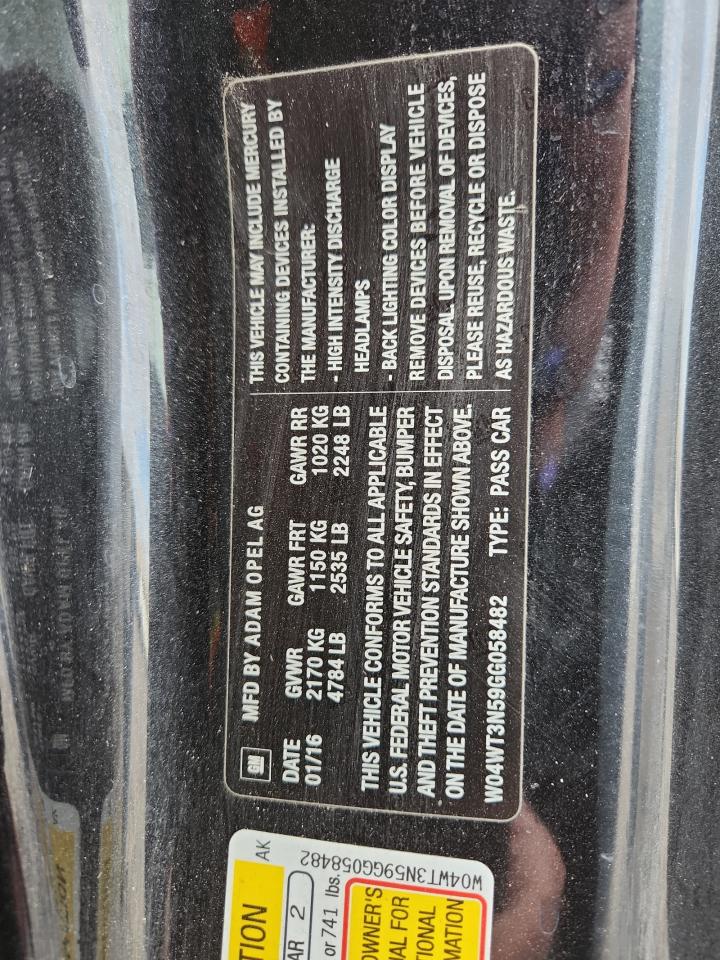 GM
MFD BY ADAM OPEL AG
DATE GVWR GAWR FRT GAWR RR
01/16 2170 KG 1150 KG 1020 KG
4784 LB 2535 LB 2248 LB
THIS VEHICLE CONFORMS TO ALL APPLICABLE
U.S. FEDERAL MOTOR VEHICLE SAFETY, BUMPER
AND THEFT PREVENTION STANDARDS IN EFFECT
ON THE DATE OF MANUFACTURE SHOWN ABOVE.
W04WT3N59GG058482 TYPE: PASS CAR
THIS VEHICLE MAY INCLUDE MERCURY
CONTAINING DEVICES INSTALLED BY
THE MANUFACTURER:
- HIGH INTENSITY DISCHARGE
HEADLAMPS
- BACK LIGHTING COLOR DISPLAY
REMOVE DEVICES BEFORE VEHICLE
DISPOSAL. UPON REMOVAL OF DEVICES,
PLEASE REUSE, RECYCLE OR DISPOSE
AS HAZARDOUS WASTE.
TION AK
AR 2
or 741 lbs.
OWNER'S
IAL FOR
TIONAL
MATION
W04WT3N59GG058482